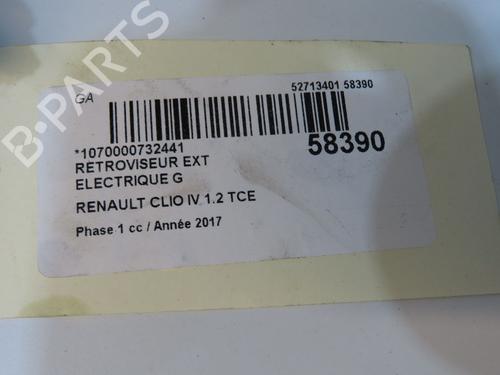 GA
52713401 58390
*1070000732441
58390
RETROVISEUR EXT
ELECTRIQUE G
RENAULT CLIO IV 1.2 TCE
Phase 1 cc / Année 2017
B-PARTS